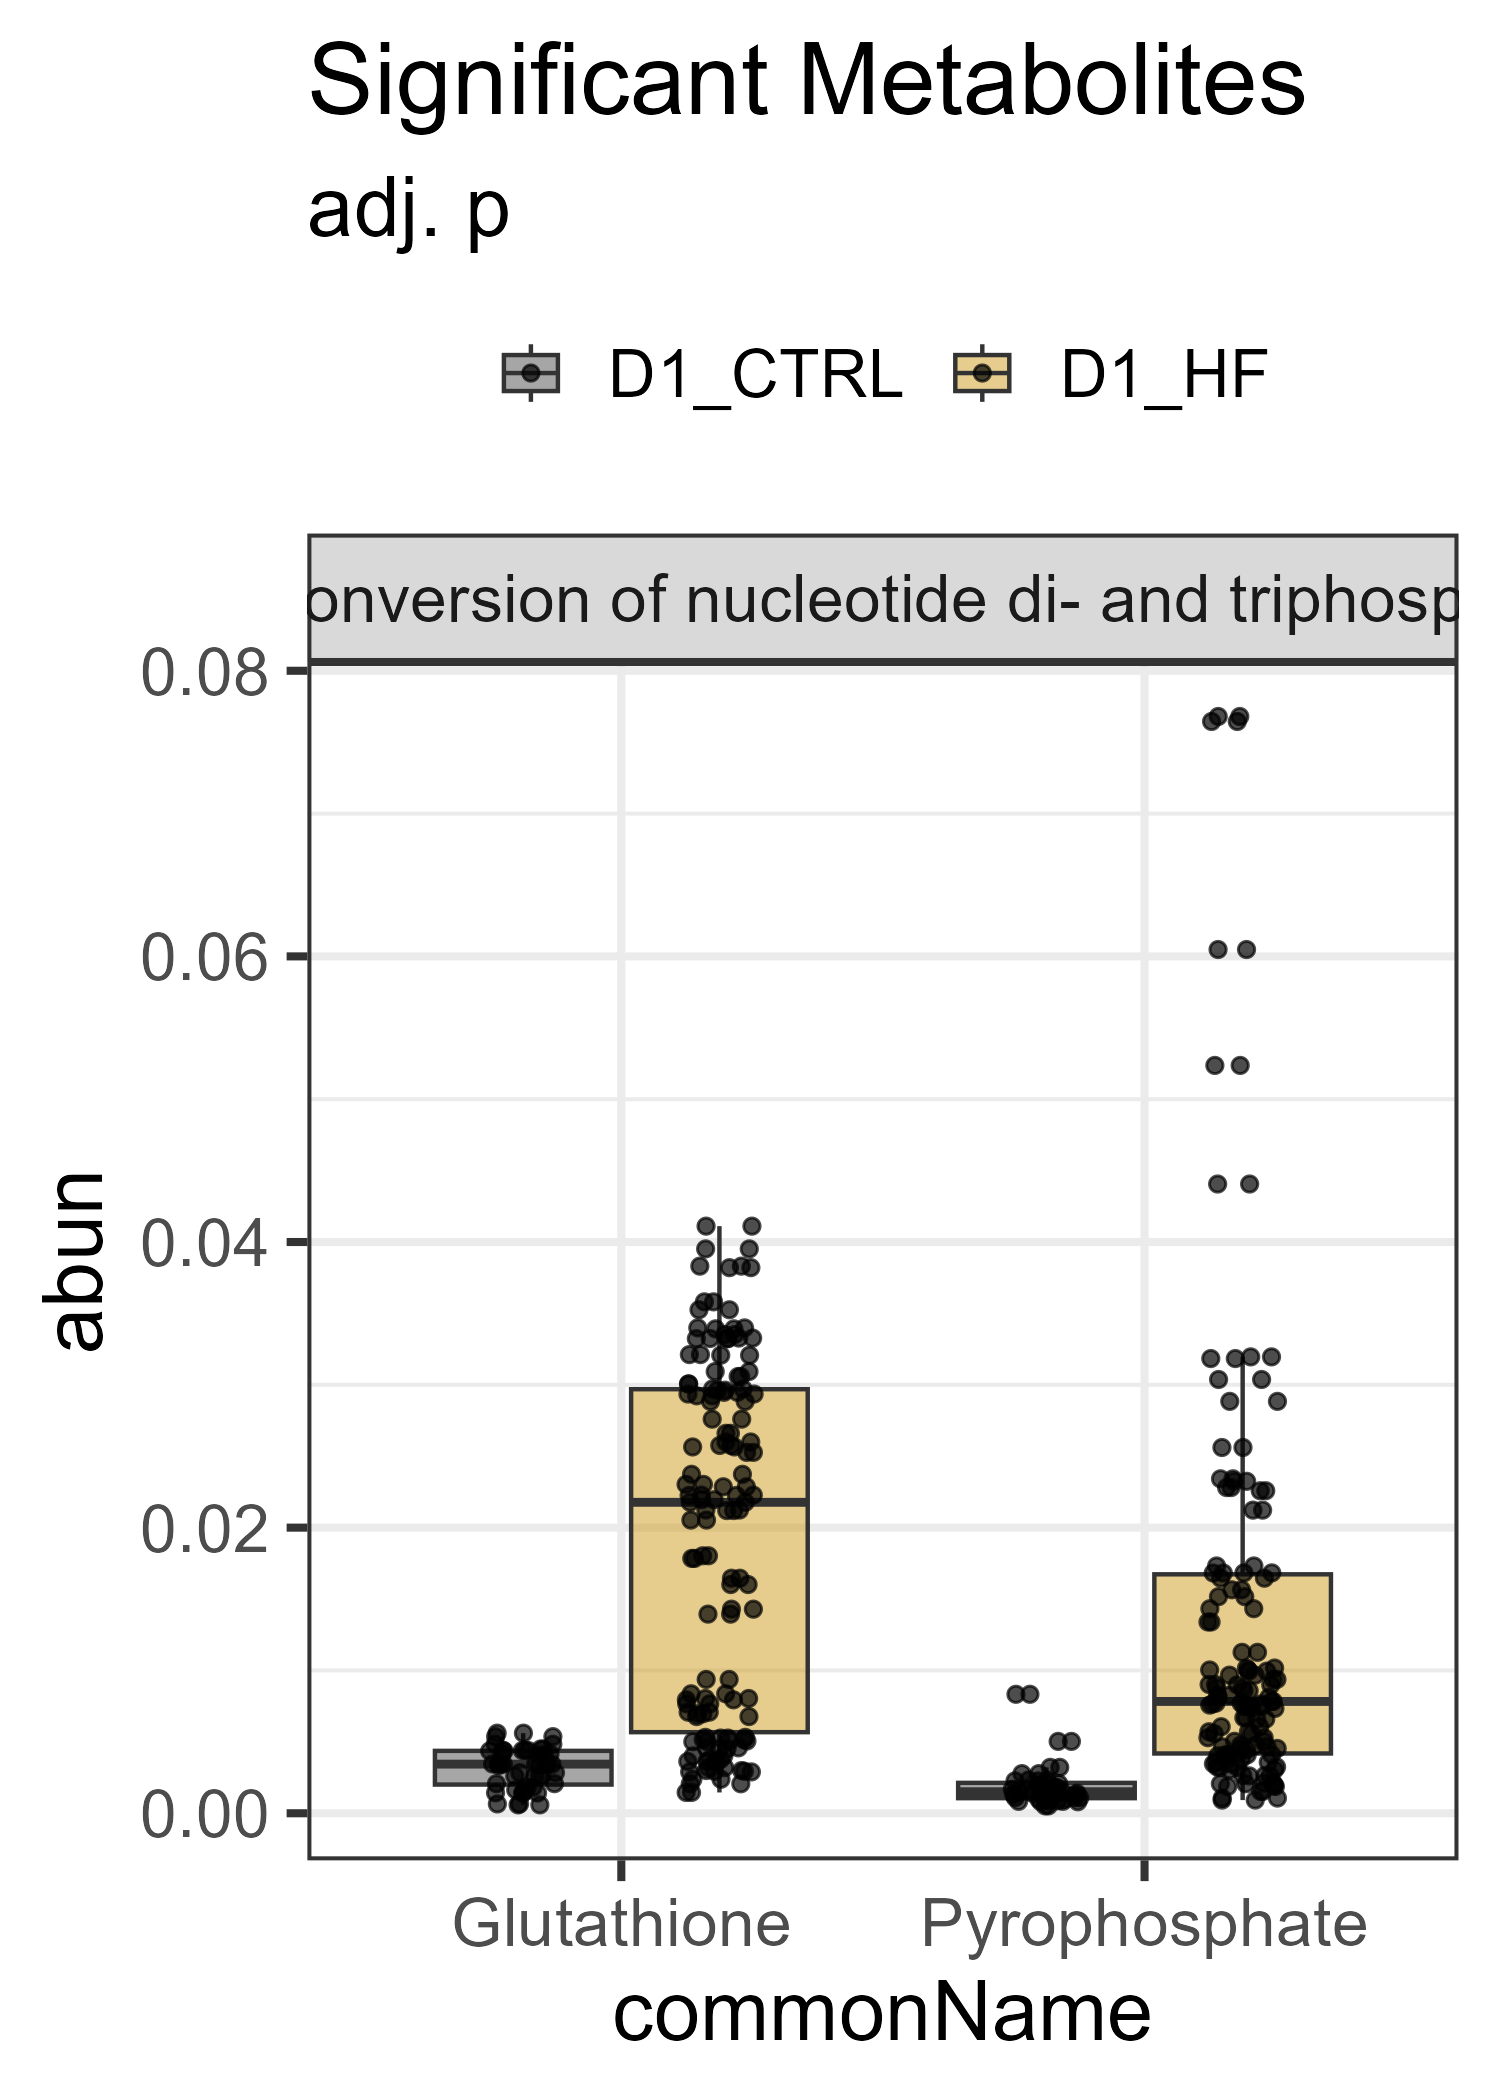 Significant Metabolites
adj. p
D1_CTRL D1_HF
onversion of nucleotide di- and triphosp
0.08
0.06
0.04
0.02
0.00
abun
Glutathione Pyrophosphate
commonName